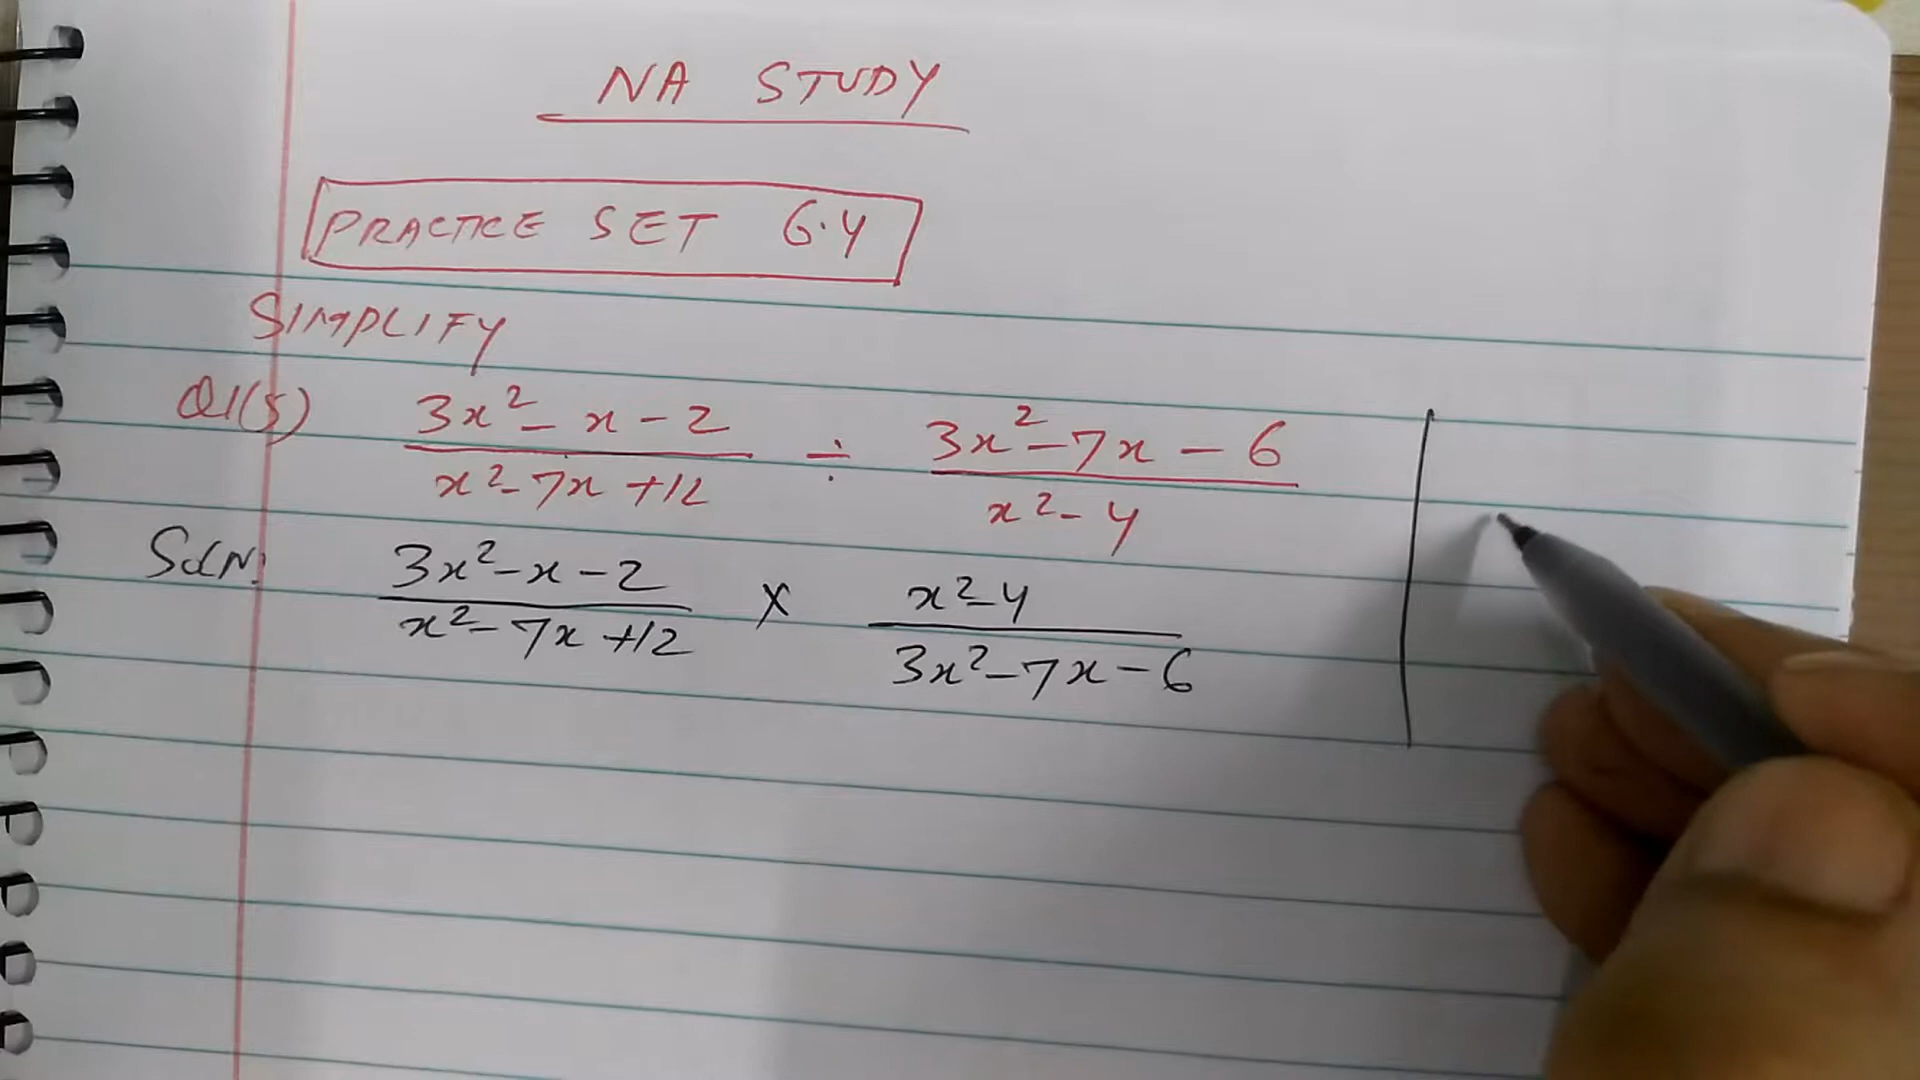 NA STUDY
PRACTICE SET 6.4
SIMPLIFY
Q1(5) (3x² - x - 2)/(x² - 7x + 12) ÷ (3x² - 7x - 6)/(x² - 4)
SolN: (3x² - x - 2)/(x² - 7x + 12) × (x² - 4)/(3x² - 7x - 6)